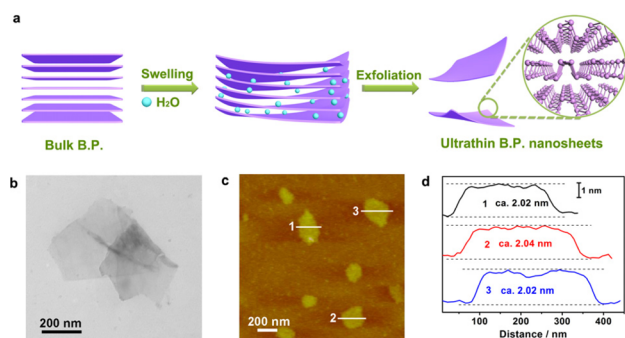 a
Swelling
H₂O
Exfoliation
Bulk B.P.
Ultrathin B.P. nanosheets
b
200 nm
c
1
3
2
200 nm
d
1 nm
1 ca. 2.02 nm
2 ca. 2.04 nm
3 ca. 2.02 nm
100 200 300 400
Distance / nm